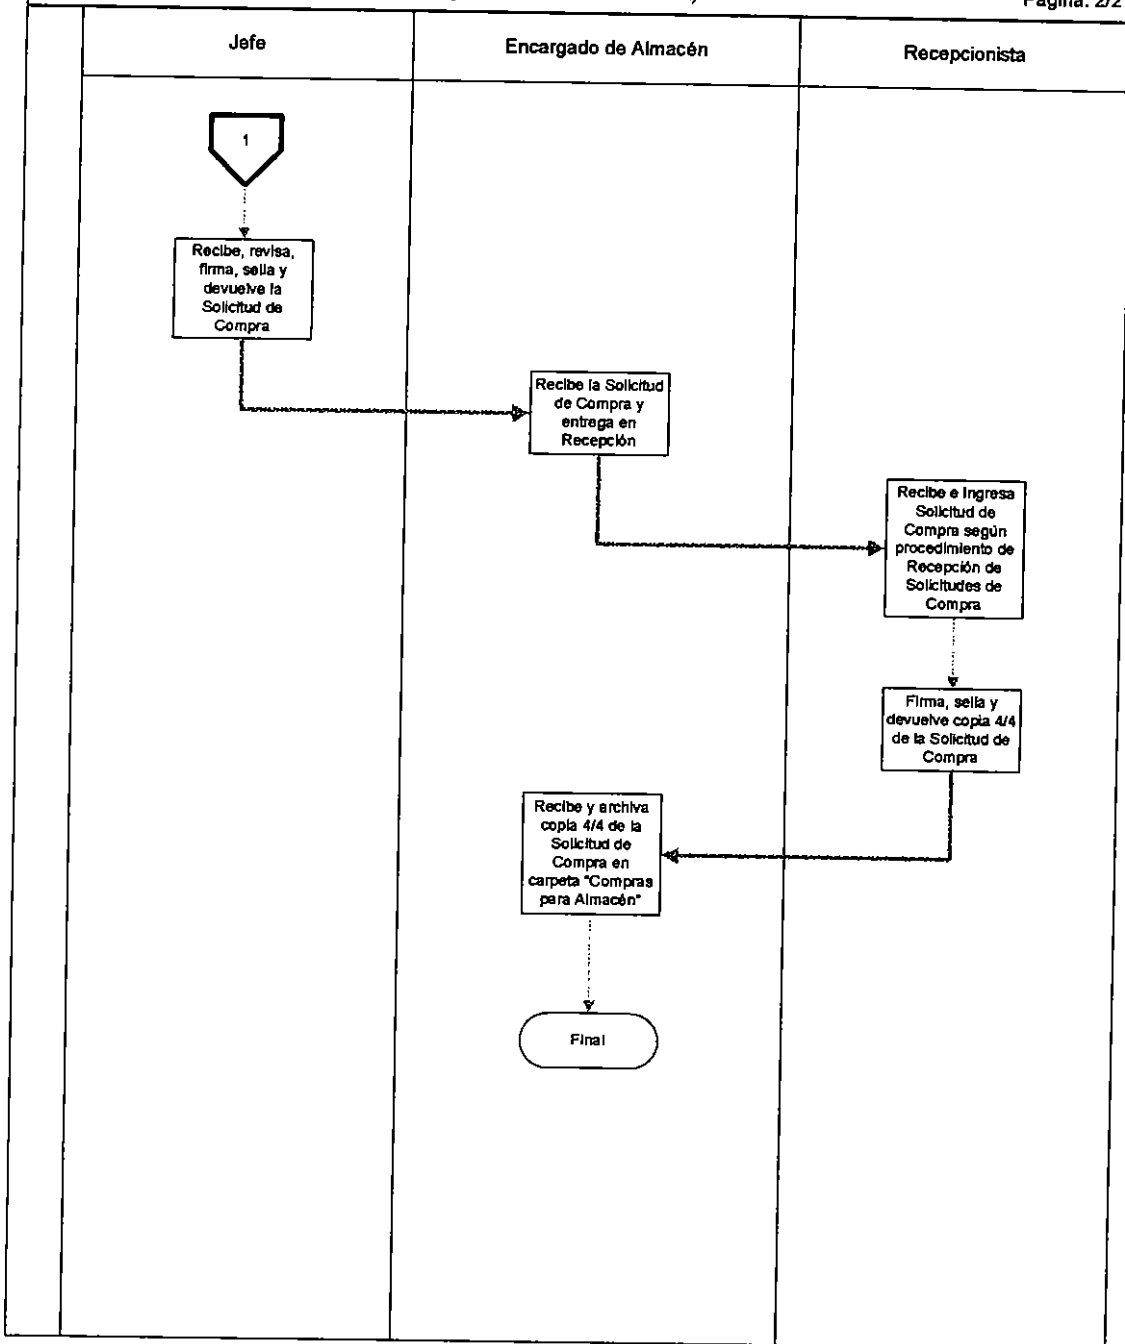 Página: 2/2
Jefe
Encargado de Almacén
Recepcionista
1
Recibe, revisa,
firma, sella y
devuelve la
Solicitud de
Compra
Recibe la Solicitud
de Compra y
entrega en
Recepción
Recibe e Ingresa
Solicitud de
Compra según
procedimiento de
Recepción de
Solicitudes de
Compra
Firma, sella y
devuelve copia 4/4
de la Solicitud de
Compra
Recibe y archiva
copia 4/4 de la
Solicitud de
Compra en
carpeta "Compras
para Almacén"
Final